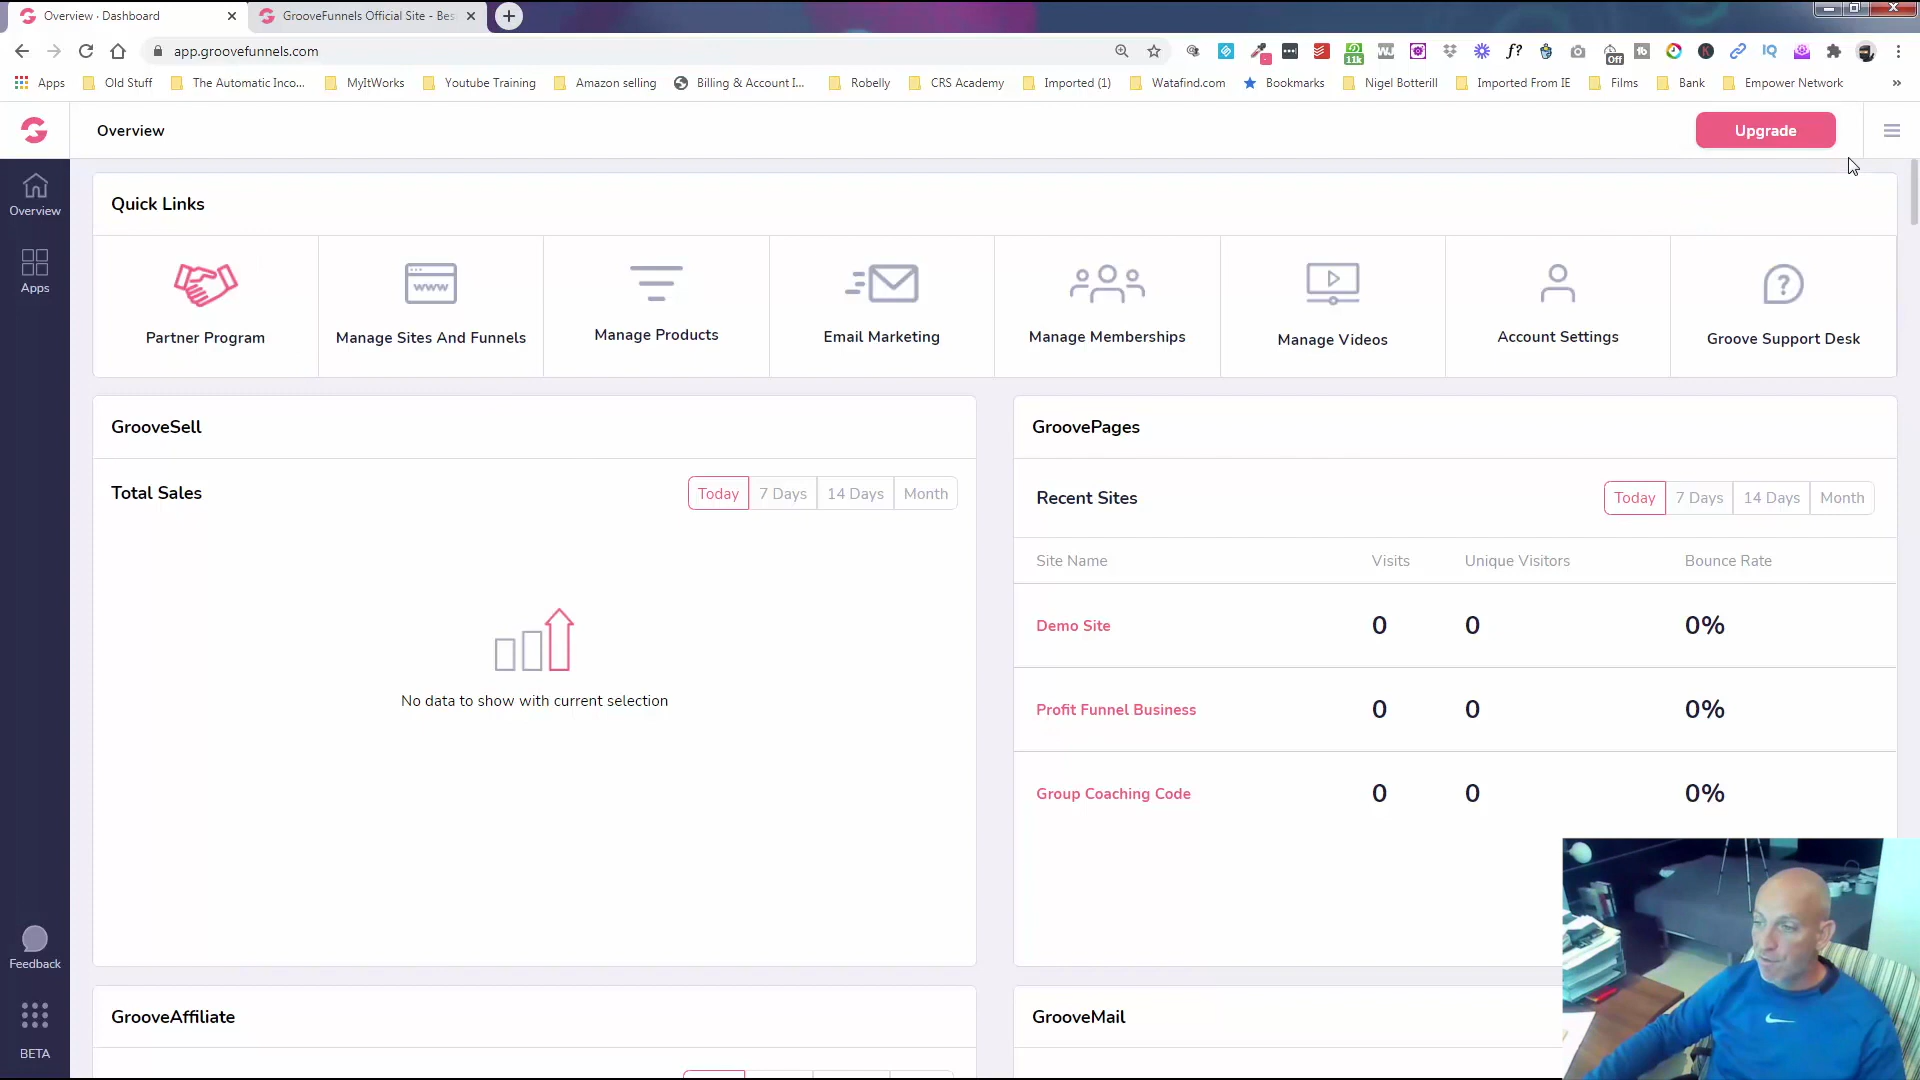 Overview · Dashboard
GrooveFunnels Official Site - Bes
app.groovefunnels.com
11k
Off
Apps
Old Stuff
The Automatic Inco...
MyItWorks
Youtube Training
Amazon selling
Billing & Account I...
Robelly
CRS Academy
Imported (1)
Watafind.com
Bookmarks
Nigel Botterill
Imported From IE
Films
Bank
Empower Network
»
Overview
Upgrade
Overview
Apps
Feedback
BETA
Quick Links
Partner Program
WWW
Manage Sites And Funnels
Manage Products
Email Marketing
Manage Memberships
Manage Videos
Account Settings
Groove Support Desk
GrooveSell
Total Sales
Today 7 Days 14 Days Month
No data to show with current selection
GroovePages
Recent Sites
Today 7 Days 14 Days Month
Site Name Visits Unique Visitors Bounce Rate
Demo Site 0 0 0%
Profit Funnel Business 0 0 0%
Group Coaching Code 0 0 0%
GrooveAffiliate
GrooveMail